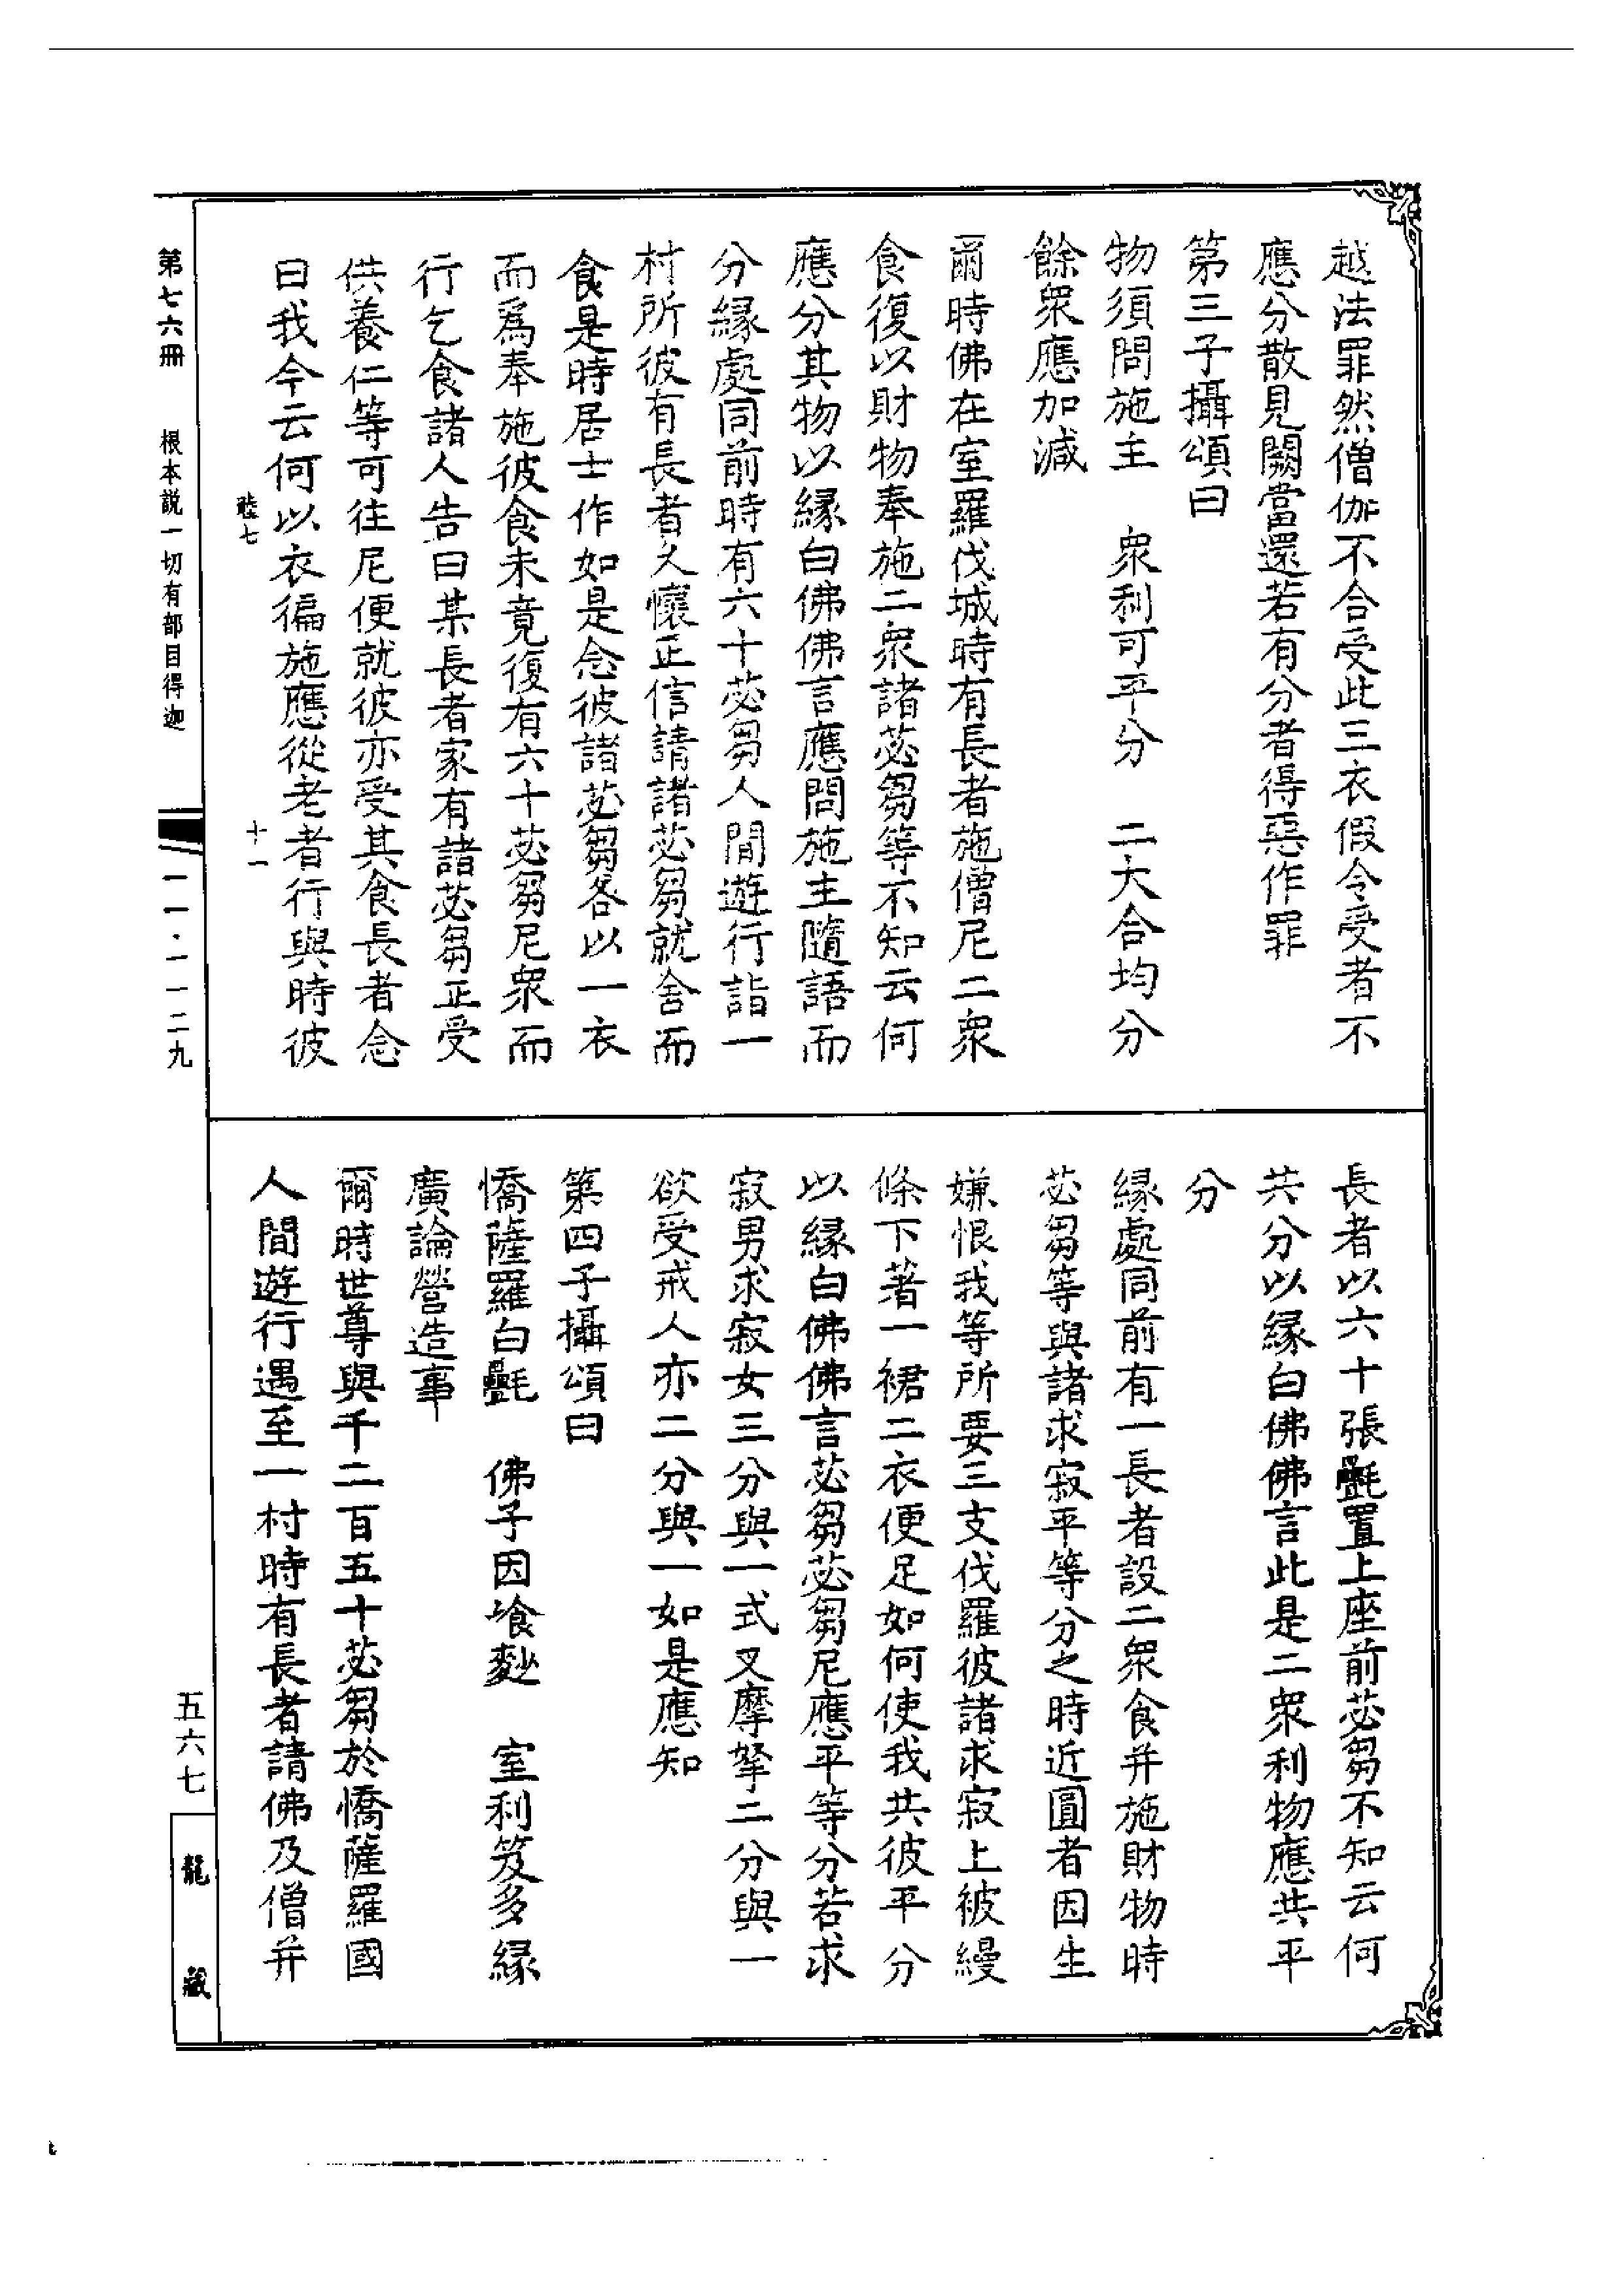 越法罪然僧伽不合受此三衣假令受者不
應分散見闕當還若有分者得惡作罪
第三子攝頌曰
物須問施主　衆利可平分　二大合均分
餘衆應加減
爾時佛在室羅伐城時有長者施僧尼二衆
食復以財物奉施二衆諸苾芻等不知云何
應分其物以緣白佛佛言應問施主隨語而
分緣處同前時有六十苾芻人間遊行詣一
村所彼有長者久懷正信請諸苾芻就舍而
食是時居士作如是念彼諸苾芻各以一衣
而爲奉施彼食未竟復有六十苾芻尼衆而
行乞食諸人告曰某長者家有諸苾芻正受
供養仁等可往尼便就彼亦受其食長者念
曰我今云何以衣徧施應從老者行與時彼
長者以六十張㲲置上座前苾芻不知云何
共分以緣白佛佛言此是二衆利物應共平
分
緣處同前有一長者設二衆食并施財物時
苾芻等與諸求寂平等分之時近圓者因生
嫌恨我等所要三支伐羅彼諸求寂上被縵
條下著一裙二衣便足如何使我共彼平分
以緣白佛佛言苾芻苾芻尼應平等分若求
寂男求寂女三分與一式叉摩拏二分與一
欲受戒人亦二分與一如是應知
第四子攝頌曰
憍薩羅白㲲　佛子因飡麨　室利笈多緣
廣論營造事
爾時世尊與千二百五十苾芻於憍薩羅國
人間遊行遇至一村時有長者請佛及僧并
第七六冊　根本說一切有部目得迦
睦七
十一
一一·一一二九
五六七
龍藏